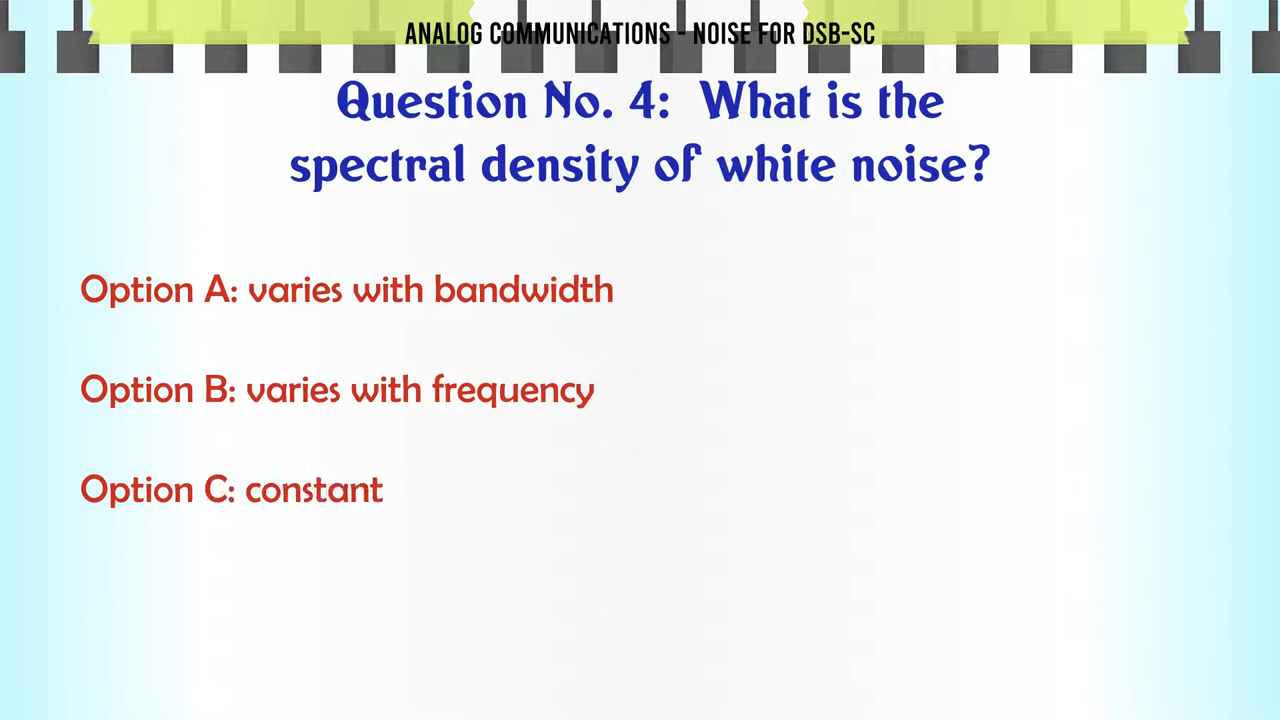 ANALOG COMMUNICATIONS - NOISE FOR DSB-SC
Question No. 4: What is the
spectral density of white noise?
Option A: varies with bandwidth
Option B: varies with frequency
Option C: constant